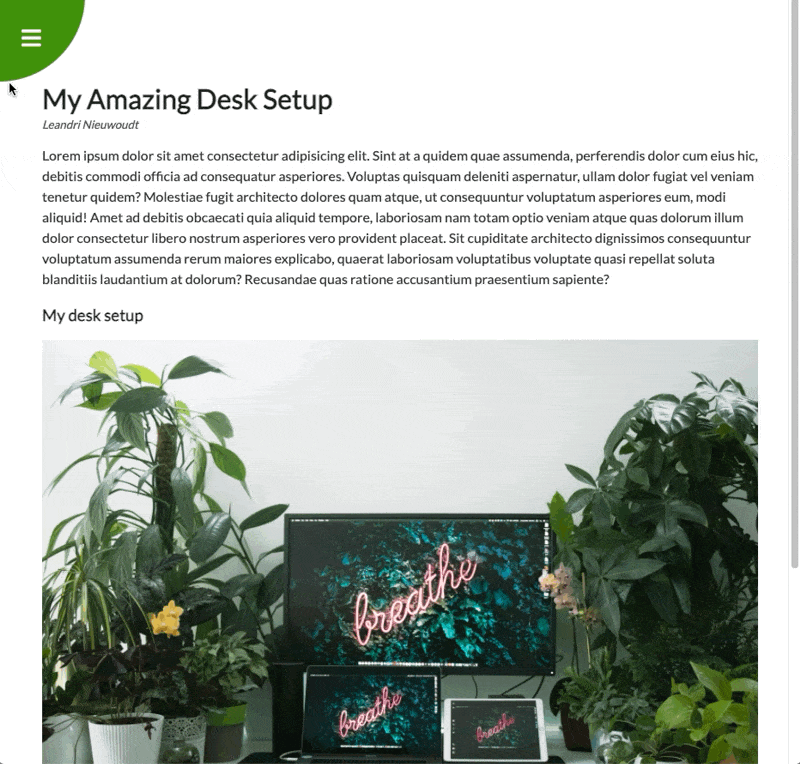 My Amazing Desk Setup
Leandri Nieuwoudt
Lorem ipsum dolor sit amet consectetur adipisicing elit. Sint at a quidem quae assumenda, perferendis dolor cum eius hic,
debitis commodi officia ad consequatur asperiores. Voluptas quisquam deleniti aspernatur, ullam dolor fugiat vel veniam
tenetur quidem? Molestiae fugit architecto dolores quam atque, ut consequuntur voluptatum asperiores eum, modi
aliquid! Amet ad debitis obcaecati quia aliquid tempore, laboriosam nam totam optio veniam atque quas dolorum illum
dolor consectetur libero nostrum asperiores vero provident placeat. Sit cupiditate architecto dignissimos consequuntur
voluptatum assumenda rerum maiores explicabo, quaerat laboriosam voluptatibus voluptate quasi repellat soluta
blanditiis laudantium at dolorum? Recusandae quas ratione accusantium praesentium sapiente?
My desk setup
breathe
breathe
breathe